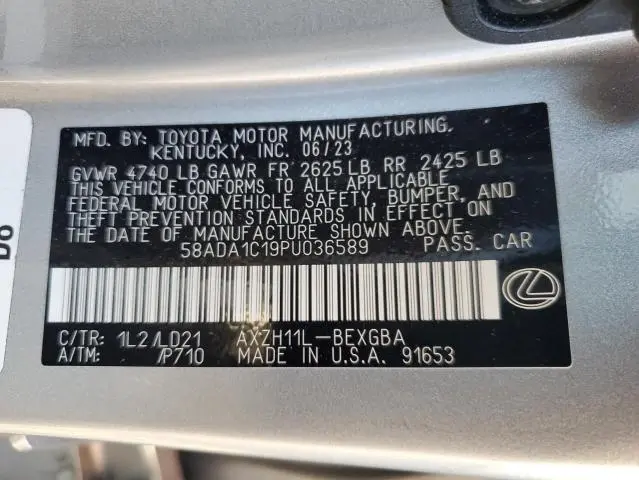 MFD. BY: TOYOTA MOTOR MANUFACTURING,
KENTUCKY, INC. 06/23
GVWR 4740 LB GAWR FR 2625 LB RR 2425 LB
THIS VEHICLE CONFORMS TO ALL APPLICABLE
FEDERAL MOTOR VEHICLE SAFETY, BUMPER, AND
THEFT PREVENTION STANDARDS IN EFFECT ON
THE DATE OF MANUFACTURE SHOWN ABOVE.
58ADA1C19PU036589 PASS. CAR
C/TR: 1L2/LD21 AXZH11L-BEXGBA
A/TM: /P710 MADE IN U.S.A. 91653
D6